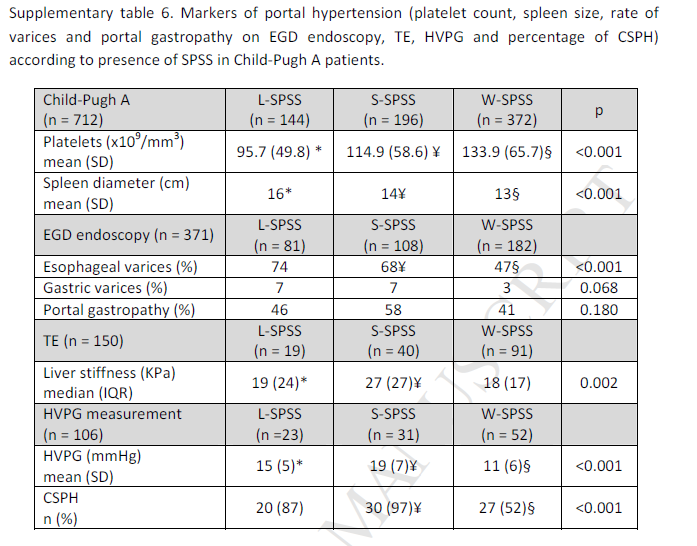 Supplementary table 6. Markers of portal hypertension (platelet count, spleen size, rate of
varices and portal gastropathy on EGD endoscopy, TE, HVPG and percentage of CSPH)
according to presence of SPSS in Child-Pugh A patients.
Child-Pugh A (n = 712) L-SPSS (n = 144) S-SPSS (n = 196) W-SPSS (n = 372) p
Platelets (x10⁹/mm³) mean (SD) 95.7 (49.8) * 114.9 (58.6) ¥ 133.9 (65.7)§ <0.001
Spleen diameter (cm) mean (SD) 16* 14¥ 13§ <0.001
EGD endoscopy (n = 371) L-SPSS (n = 81) S-SPSS (n = 108) W-SPSS (n = 182)
Esophageal varices (%) 74 68¥ 47§ <0.001
Gastric varices (%) 7 7 3 0.068
Portal gastropathy (%) 46 58 41 0.180
TE (n = 150) L-SPSS (n = 19) S-SPSS (n = 40) W-SPSS (n = 91)
Liver stiffness (KPa) median (IQR) 19 (24)* 27 (27)¥ 18 (17) 0.002
HVPG measurement (n = 106) L-SPSS (n =23) S-SPSS (n = 31) W-SPSS (n = 52)
HVPG (mmHg) mean (SD) 15 (5)* 19 (7)¥ 11 (6)§ <0.001
CSPH n (%) 20 (87) 30 (97)¥ 27 (52)§ <0.001
MANUSCRIPT